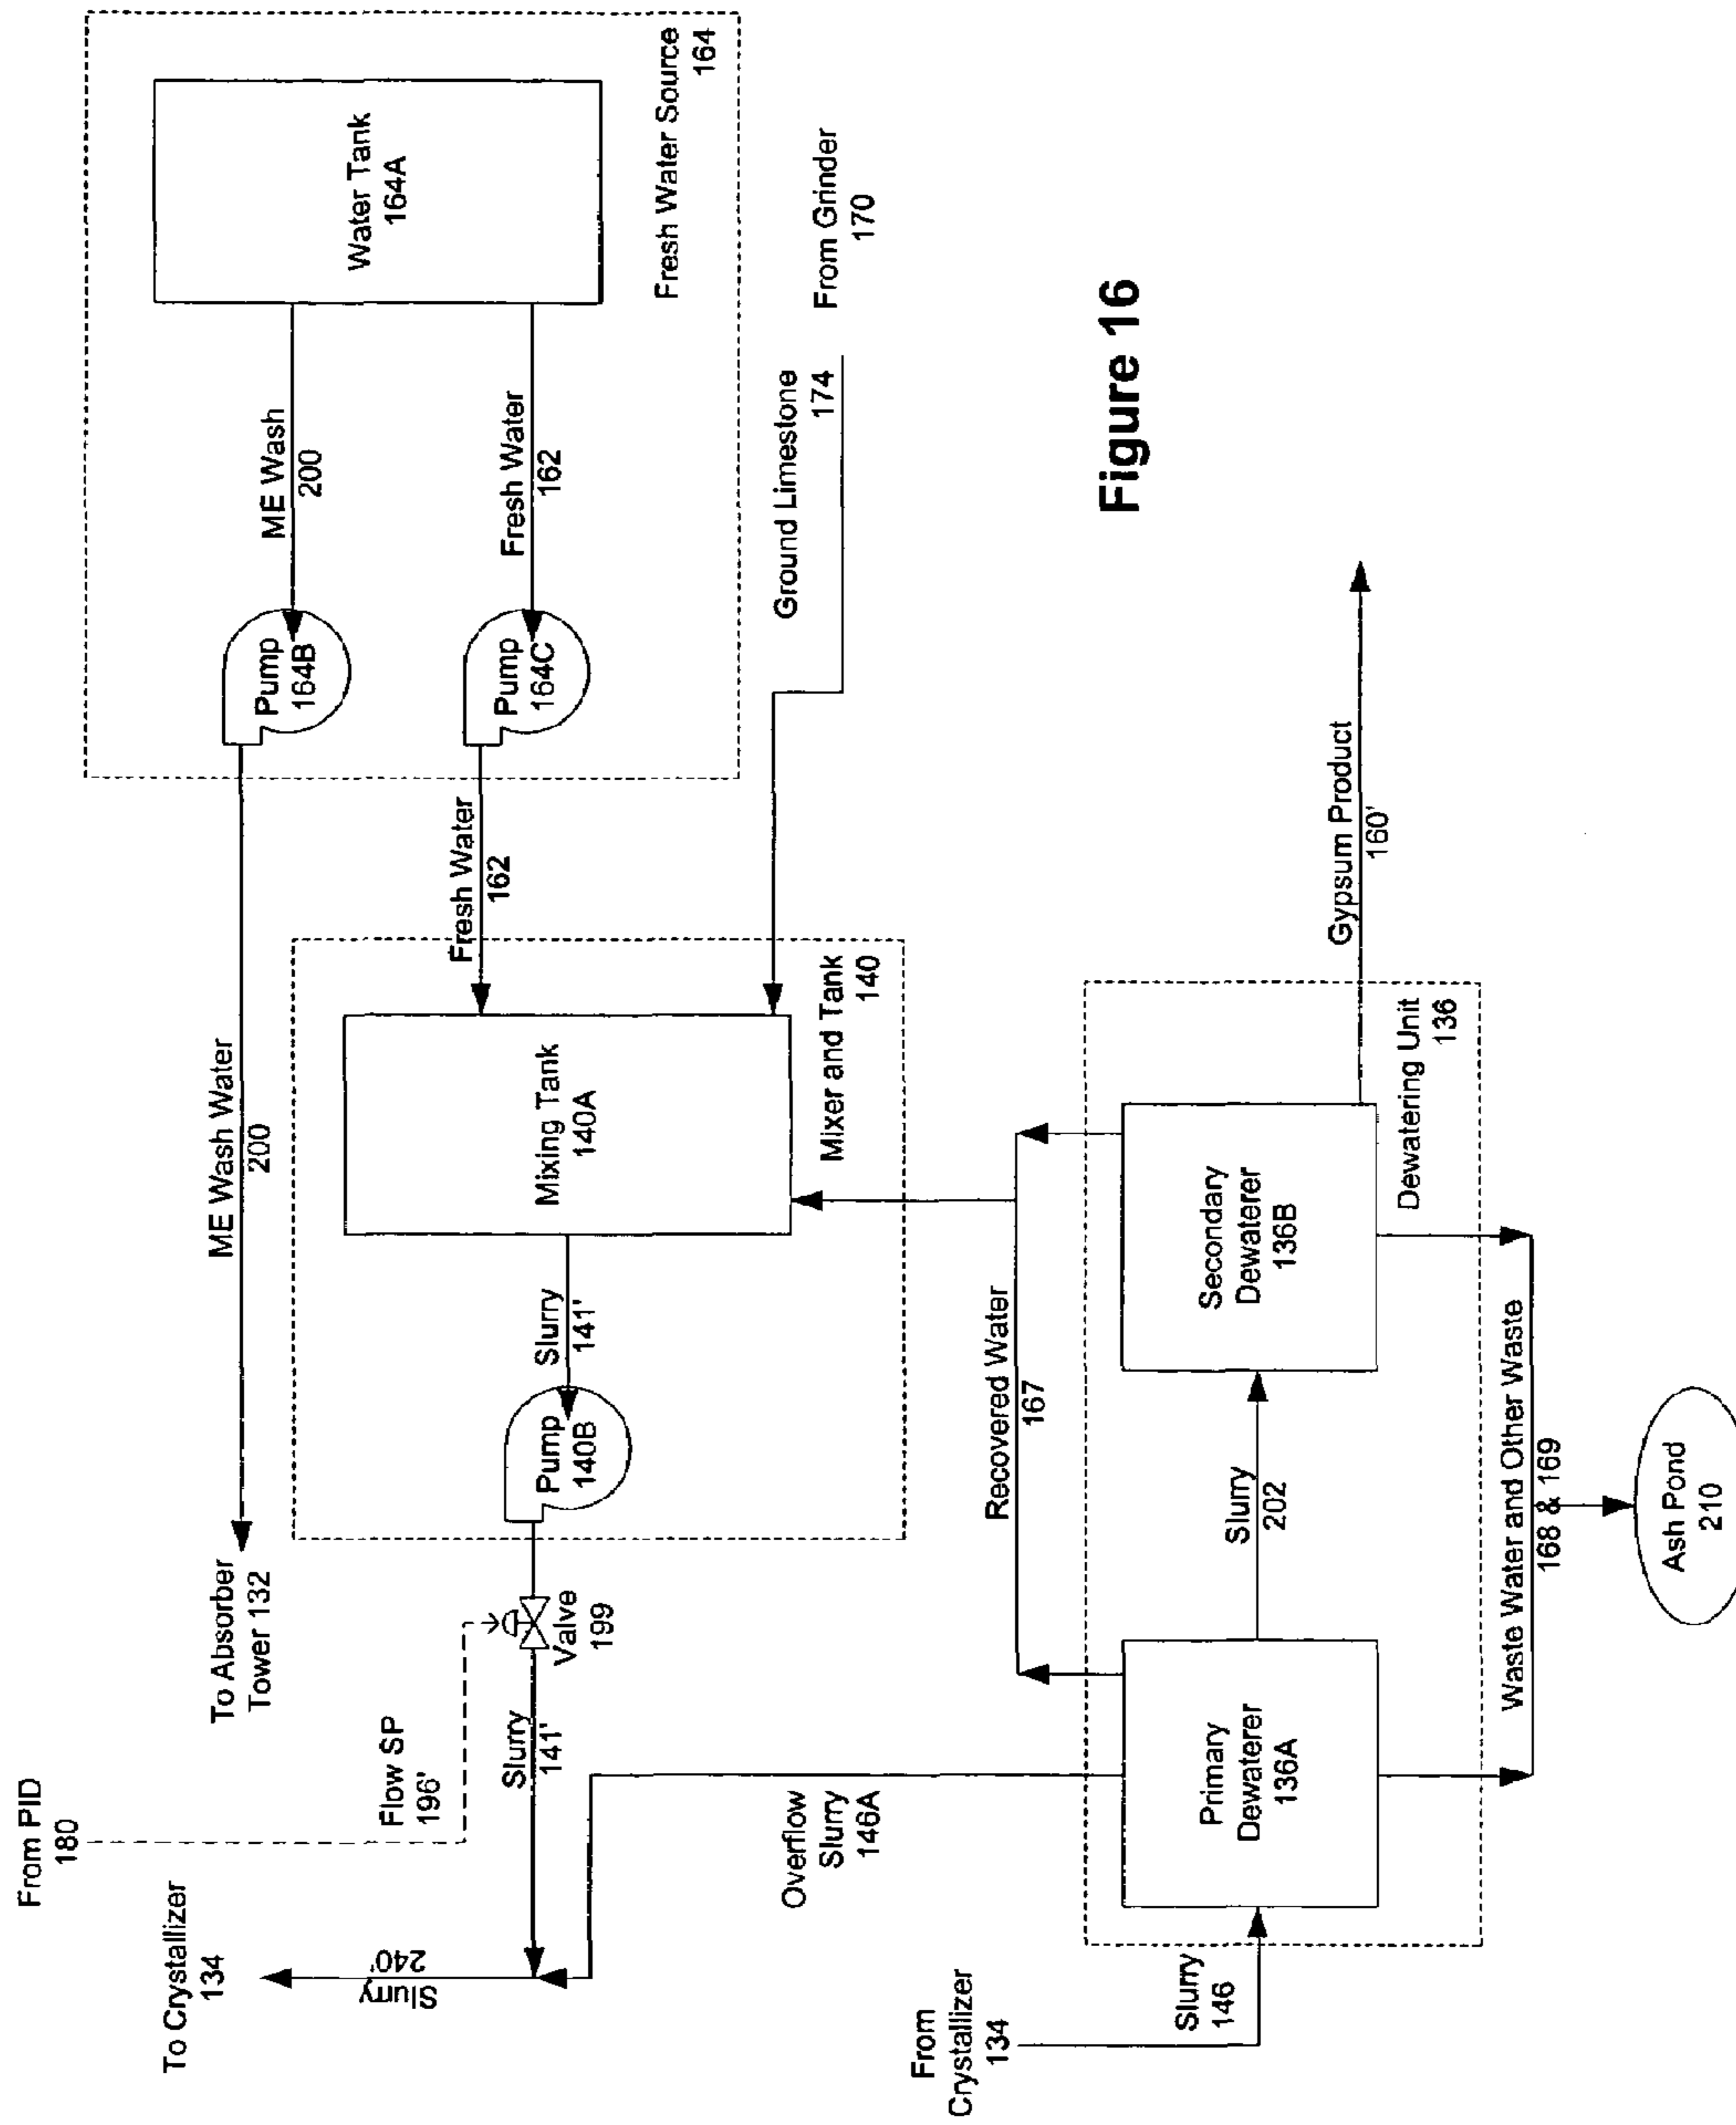 From PID
180
To Crystallizer
134
Slurry
240'
Flow SP
196'
To Absorber
Tower 132
ME Wash Water
200
Slurry
141'
Valve
199
Pump
140B
Slurry
141'
Mixing Tank
140A
Mixer and Tank
140
Fresh Water
162
Pump
164B
Pump
164C
ME Wash
200
Fresh Water
162
Water Tank
164A
Fresh Water Source
164
Ground Limestone
174
From Grinder
170
From
Crystallizer
134
Slurry
146
Overflow
Slurry
146A
Primary
Dewaterer
136A
Slurry
202
Recovered Water
167
Secondary
Dewaterer
136B
Dewatering Unit
136
Gypsum Product
160'
Waste Water and Other Waste
168 & 169
Ash Pond
210
Figure 16